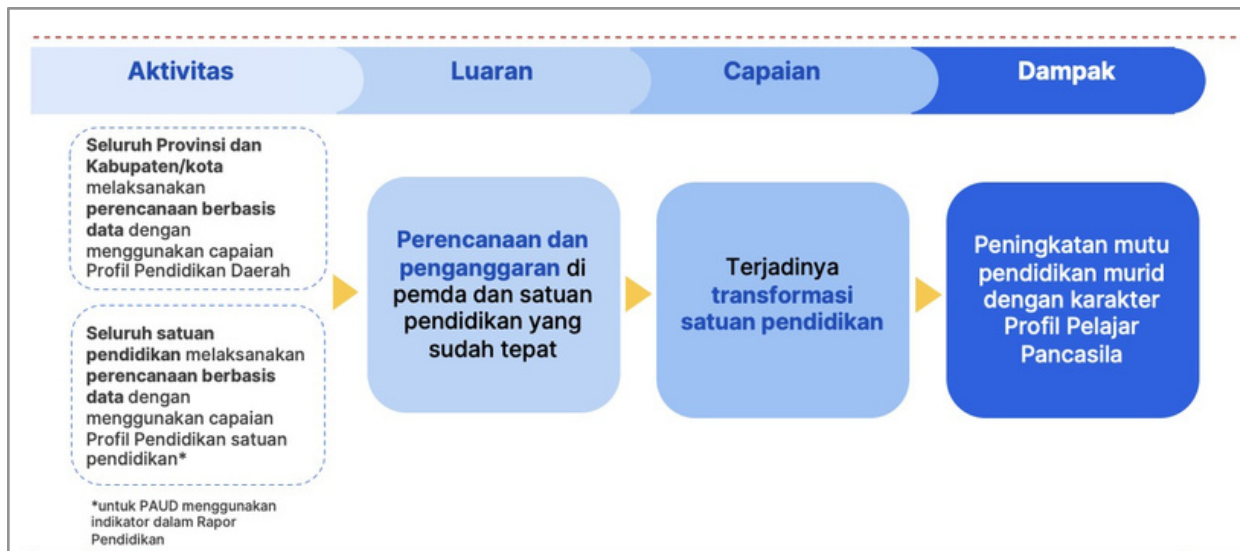 Aktivitas
Luaran
Capaian
Dampak
Seluruh Provinsi dan
Kabupaten/kota
melaksanakan
perencanaan berbasis
data dengan
menggunakan capaian
Profil Pendidikan Daerah
Seluruh satuan
pendidikan melaksanakan
perencanaan berbasis
data dengan
menggunakan capaian
Profil Pendidikan satuan
pendidikan*
*untuk PAUD menggunakan
indikator dalam Rapor
Pendidikan
Perencanaan dan
penganggaran di
pemda dan satuan
pendidikan yang
sudah tepat
Terjadinya
transformasi
satuan pendidikan
Peningkatan mutu
pendidikan murid
dengan karakter
Profil Pelajar
Pancasila